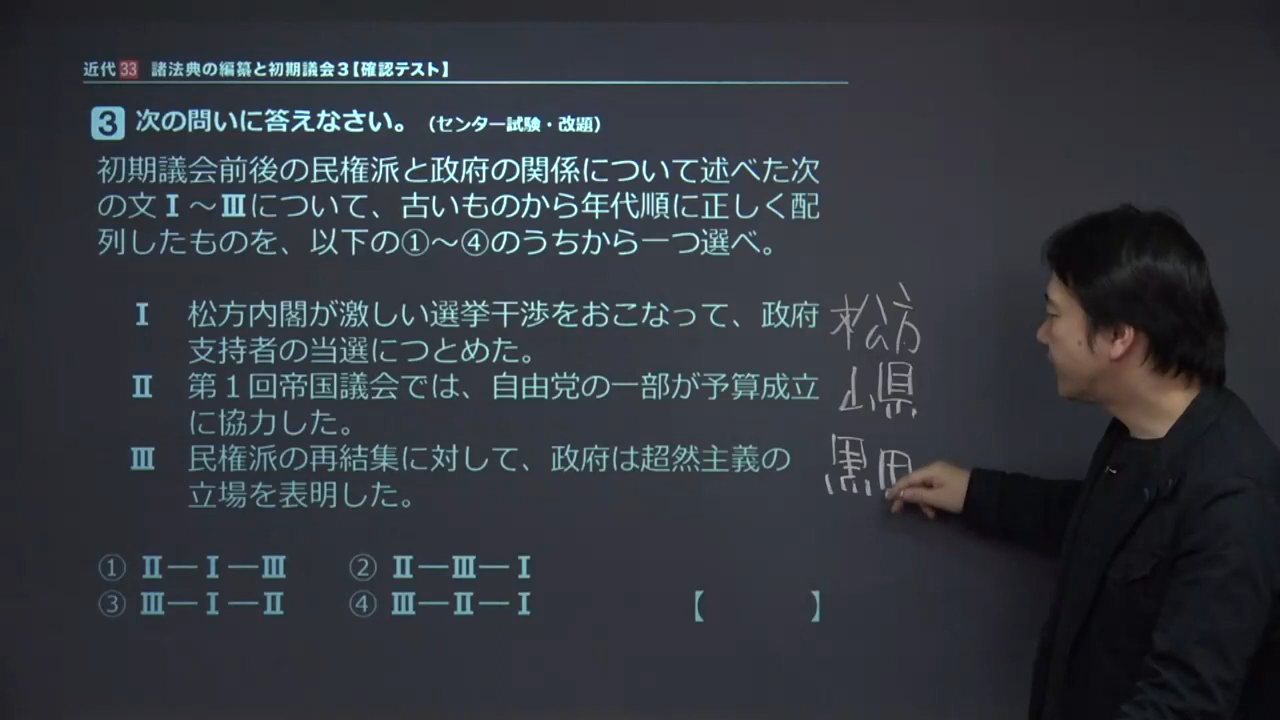 近代33 諸法典の編纂と初期議会3【確認テスト】
3 次の問いに答えなさい。(センター試験・改題)
初期議会前後の民権派と政府の関係について述べた次
の文Ⅰ～Ⅲについて、古いものから年代順に正しく配
列したものを、以下の①～④のうちから一つ選べ。
Ⅰ 松方内閣が激しい選挙干渉をおこなって、政府
支持者の当選につとめた。
松方
Ⅱ 第1回帝国議会では、自由党の一部が予算成立
に協力した。
山県
Ⅲ 民権派の再結集に対して、政府は超然主義の
立場を表明した。
黒田
① Ⅱ―Ⅰ―Ⅲ ② Ⅱ―Ⅲ―Ⅰ
③ Ⅲ―Ⅰ―Ⅱ ④ Ⅲ―Ⅱ―Ⅰ 【 】